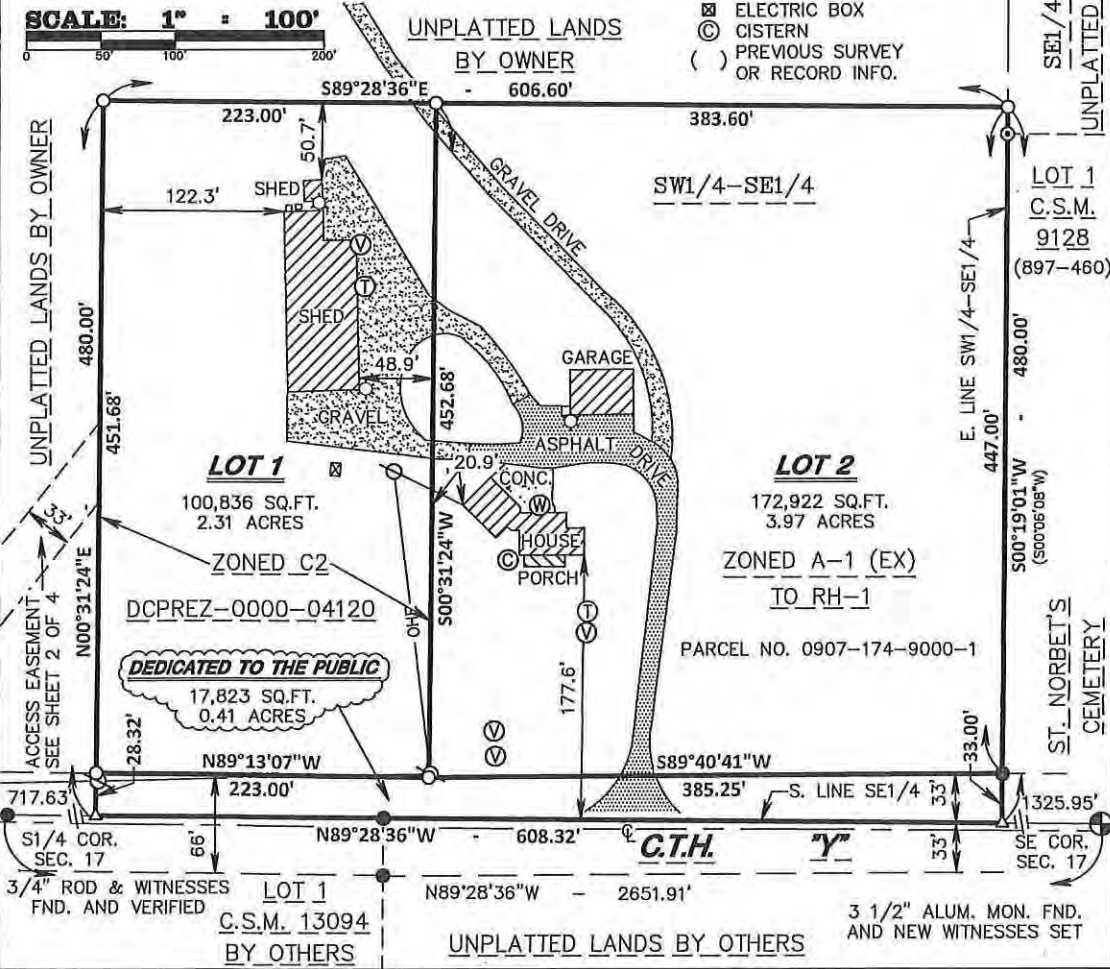 SCALE: 1" = 100'
0 50' 100' 200'
UNPLATTED LANDS
BY OWNER
ELECTRIC BOX
C CISTERN
( ) PREVIOUS SURVEY
OR RECORD INFO.
SE1/4
UNPLATTED
S89°28'36"E - 606.60'
223.00'
383.60'
UNPLATTED LANDS BY OWNER
50.7'
122.3'
SHED
GRAVEL DRIVE
SW1/4-SE1/4
LOT 1
C.S.M.
9128
(897-460)
V
T
SHED
480.00'
451.68'
48.9'
452.68'
GRAVEL
GARAGE
ASPHALT
DRIVE
E. LINE SW1/4-SE1/4
480.00'
447.00' -
LOT 1
100,836 SQ.FT.
2.31 ACRES
20.9'
CONC.
W
HOUSE
C
PORCH
LOT 2
172,922 SQ.FT.
3.97 ACRES
33'
ZONED C2
DCPREZ-0000-04120
OHL
S00°31'24"W
ZONED A-1 (EX)
TO RH-1
S00°19'01"W
(S00°06'08"W)
N00°31'24"E
T
V
PARCEL NO. 0907-174-9000-1
DEDICATED TO THE PUBLIC
17,823 SQ.FT.
0.41 ACRES
ACCESS EASEMENT
SEE SHEET 2 OF 4
28.32'
177.6'
V
V
ST. NORBET'S
CEMETERY
33.00'
N89°13'07"W
223.00'
S89°40'41"W
385.25'
S. LINE SE1/4
33'
717.63'
1325.95'
S1/4 COR.
SEC. 17
66'
N89°28'36"W - 608.32'
C.T.H. "Y"
33'
SE COR.
SEC. 17
3/4" ROD & WITNESSES
FND. AND VERIFIED
LOT 1
C.S.M. 13094
BY OTHERS
N89°28'36"W - 2651.91'
UNPLATTED LANDS BY OTHERS
3 1/2" ALUM. MON. FND.
AND NEW WITNESSES SET